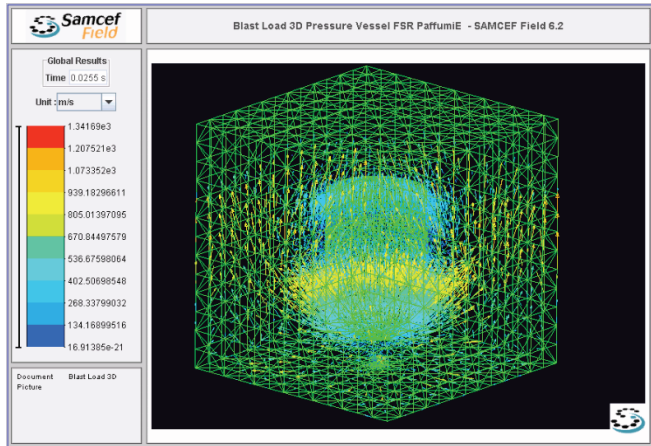 Samcef
Field
Blast Load 3D Pressure Vessel FSR PaffumiE - SAMCEF Field 6.2
Global Results
Time 0.0255 s
Unit : m/s
1.34169e3
1.207521e3
1.073352e3
939.18296611
805.01397095
670.84497579
536.67598064
402.50698548
268.33799032
134.16899516
16.91385e-21
Document Blast Load 3D
Picture